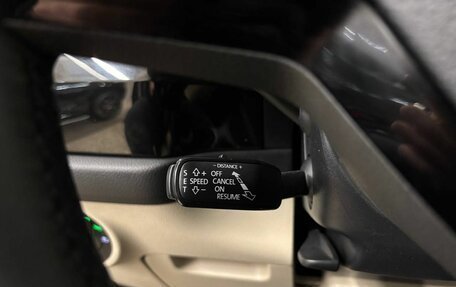 - DISTANCE +
S ⇧+ OFF
E SPEED CANCEL
T ⇩- ON
RESUME